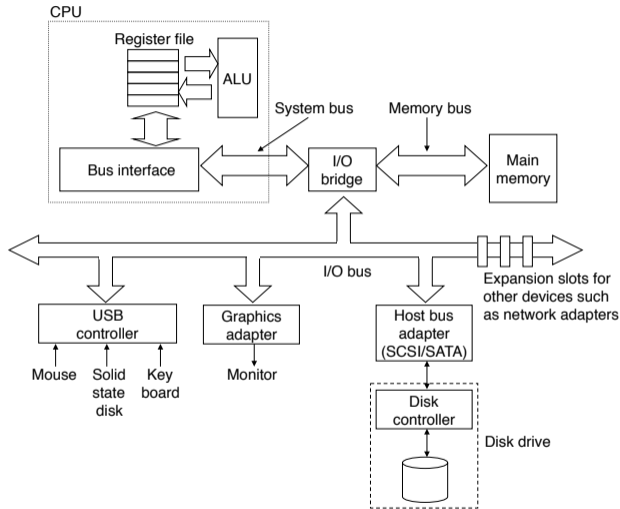 CPU
Register file
ALU
System bus
Memory bus
Bus interface
I/O
bridge
Main
memory
I/O bus
Expansion slots for
other devices such
as network adapters
USB
controller
Graphics
adapter
Host bus
adapter
(SCSI/SATA)
Mouse
Solid
state
disk
Key
board
Monitor
Disk
controller
Disk drive